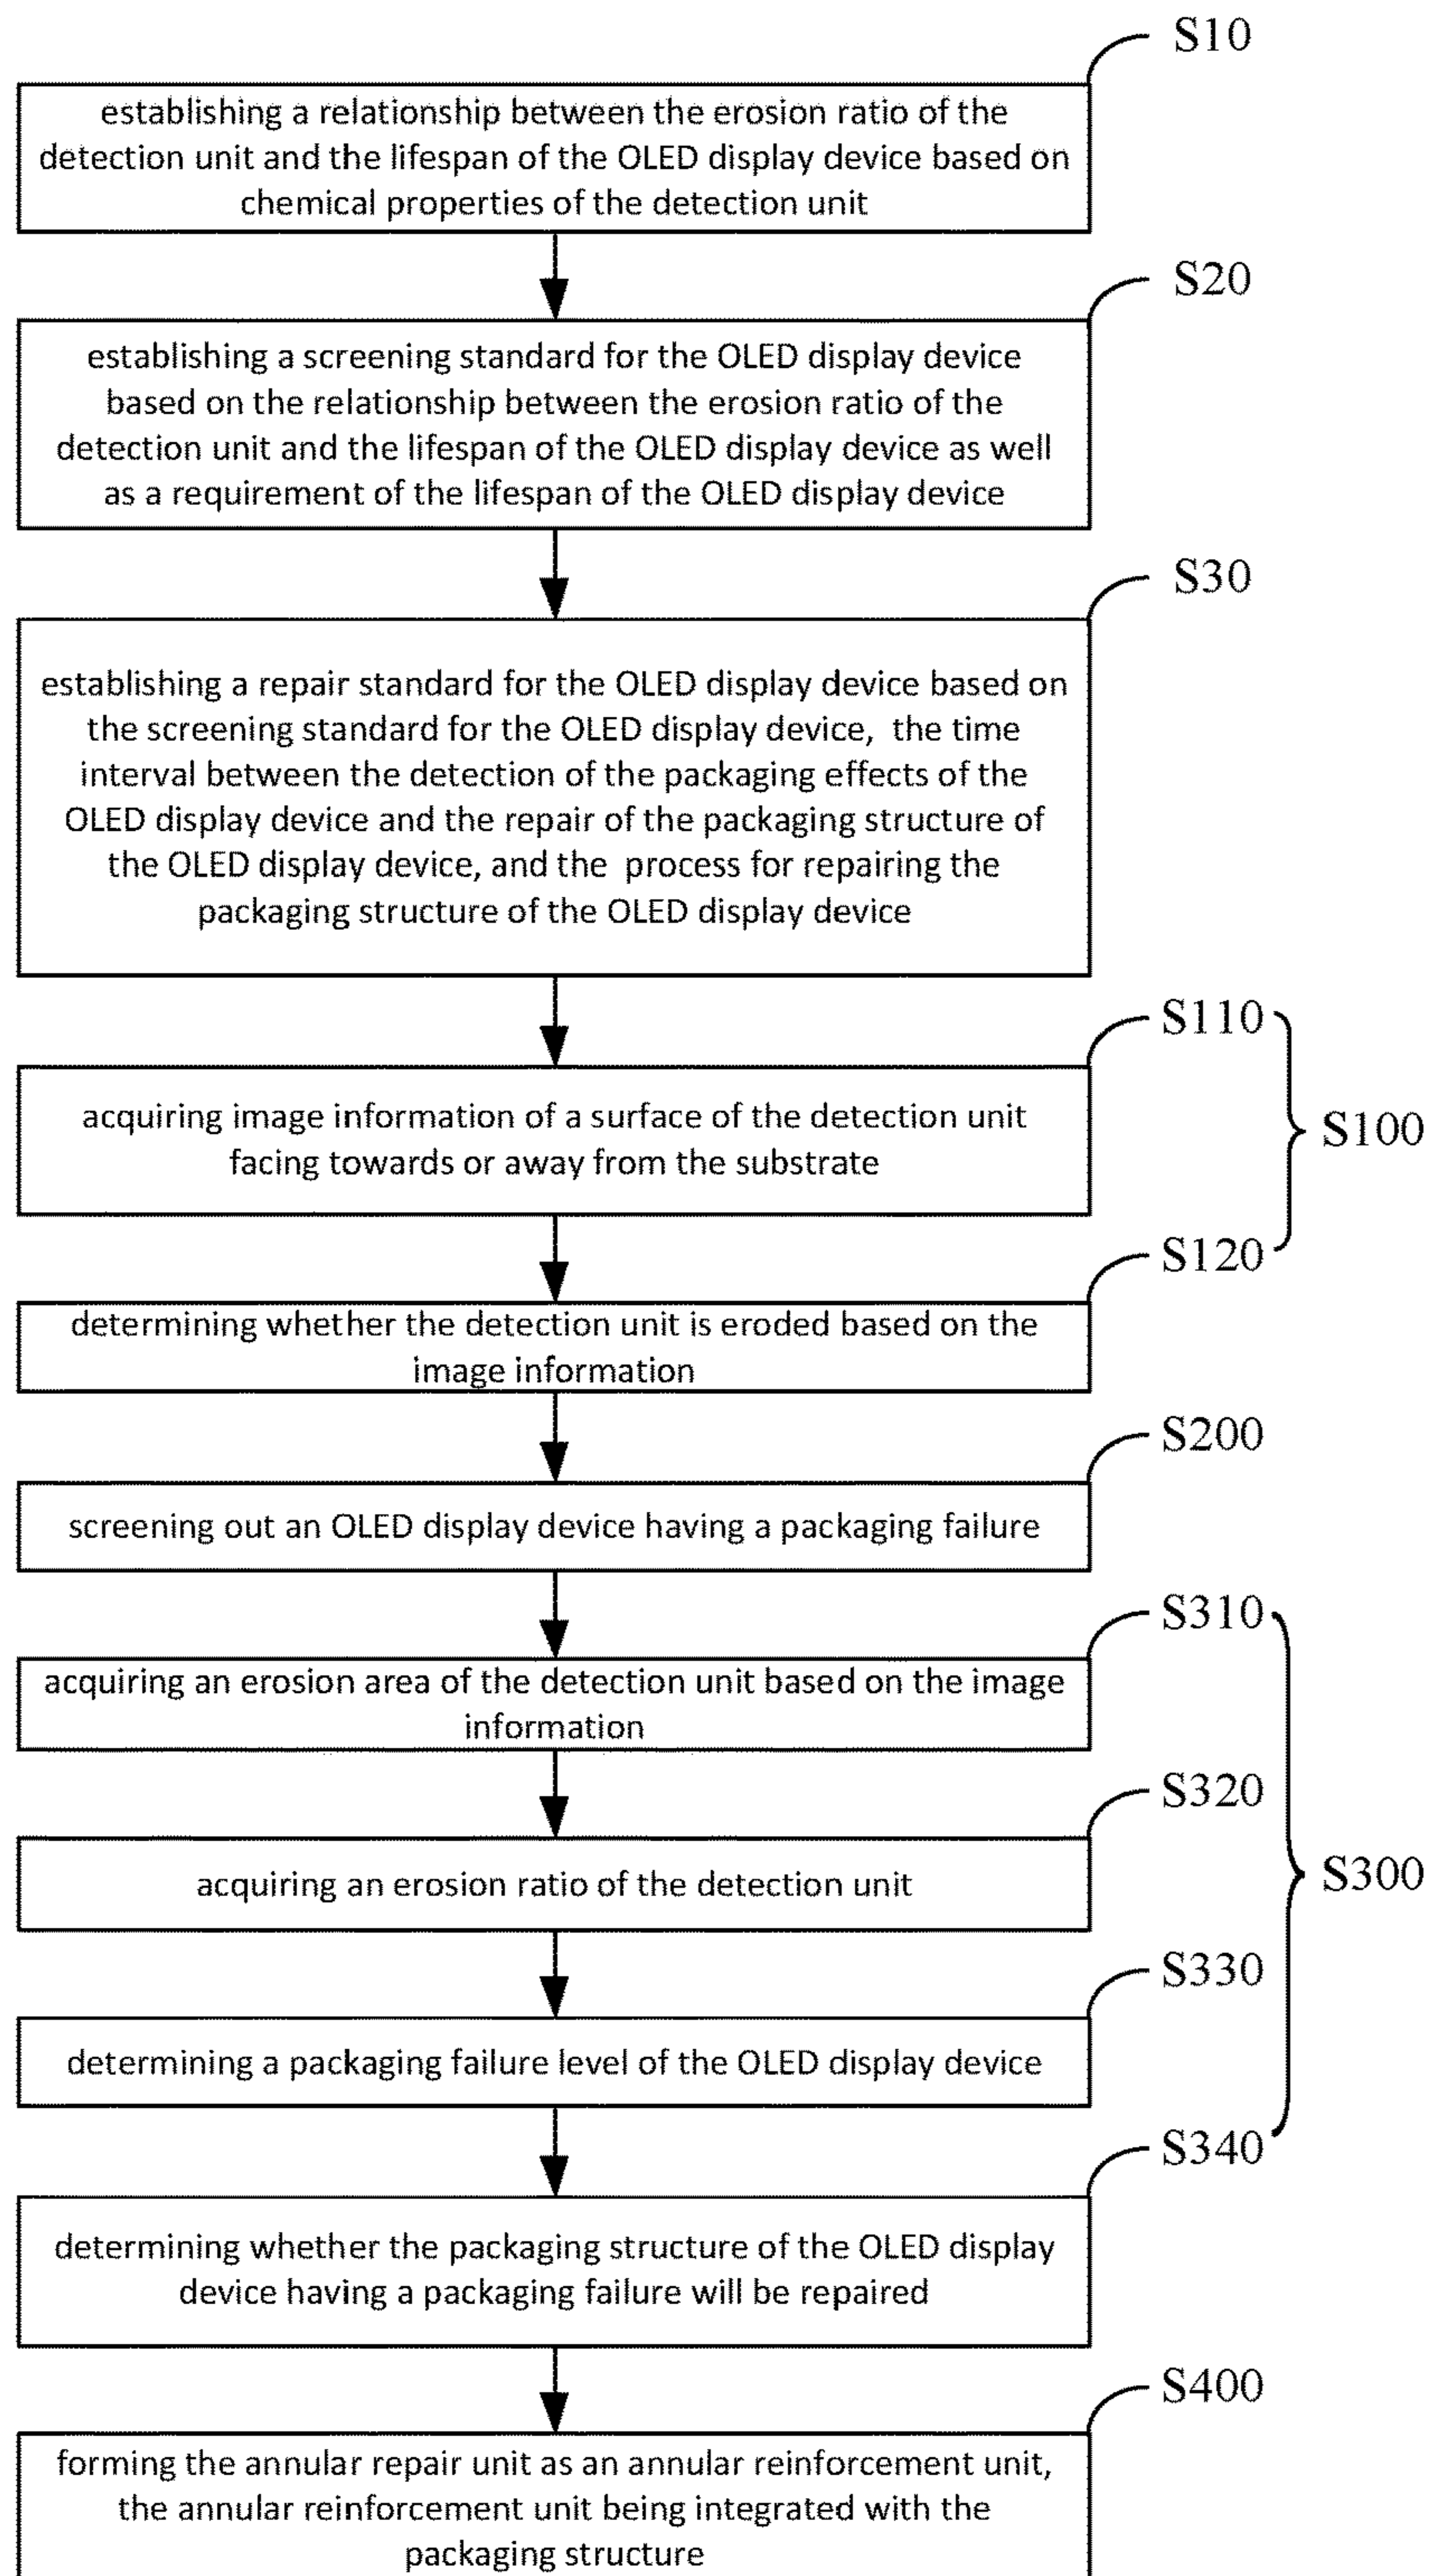 S10
establishing a relationship between the erosion ratio of the
detection unit and the lifespan of the OLED display device based on
chemical properties of the detection unit
S20
establishing a screening standard for the OLED display device
based on the relationship between the erosion ratio of the
detection unit and the lifespan of the OLED display device as well
as a requirement of the lifespan of the OLED display device
S30
establishing a repair standard for the OLED display device based on
the screening standard for the OLED display device, the time
interval between the detection of the packaging effects of the
OLED display device and the repair of the packaging structure of
the OLED display device, and the process for repairing the
packaging structure of the OLED display device
S110
acquiring image information of a surface of the detection unit
facing towards or away from the substrate
S100
S120
determining whether the detection unit is eroded based on the
image information
S200
screening out an OLED display device having a packaging failure
S310
acquiring an erosion area of the detection unit based on the image
information
S320
acquiring an erosion ratio of the detection unit
S300
S330
determining a packaging failure level of the OLED display device
S340
determining whether the packaging structure of the OLED display
device having a packaging failure will be repaired
S400
forming the annular repair unit as an annular reinforcement unit,
the annular reinforcement unit being integrated with the
packaging structure